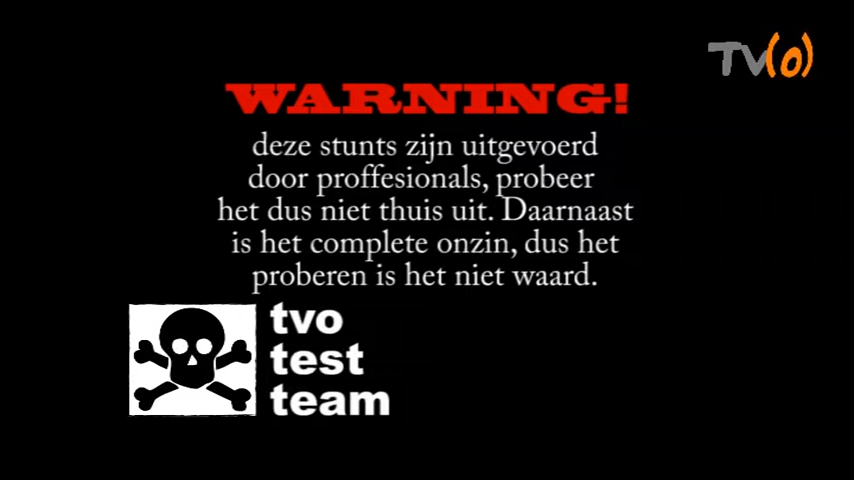 TV(o)
WARNING!
deze stunts zijn uitgevoerd
door proffesionals, probeer
het dus niet thuis uit. Daarnaast
is het complete onzin, dus het
proberen is het niet waard.
tvo
test
team